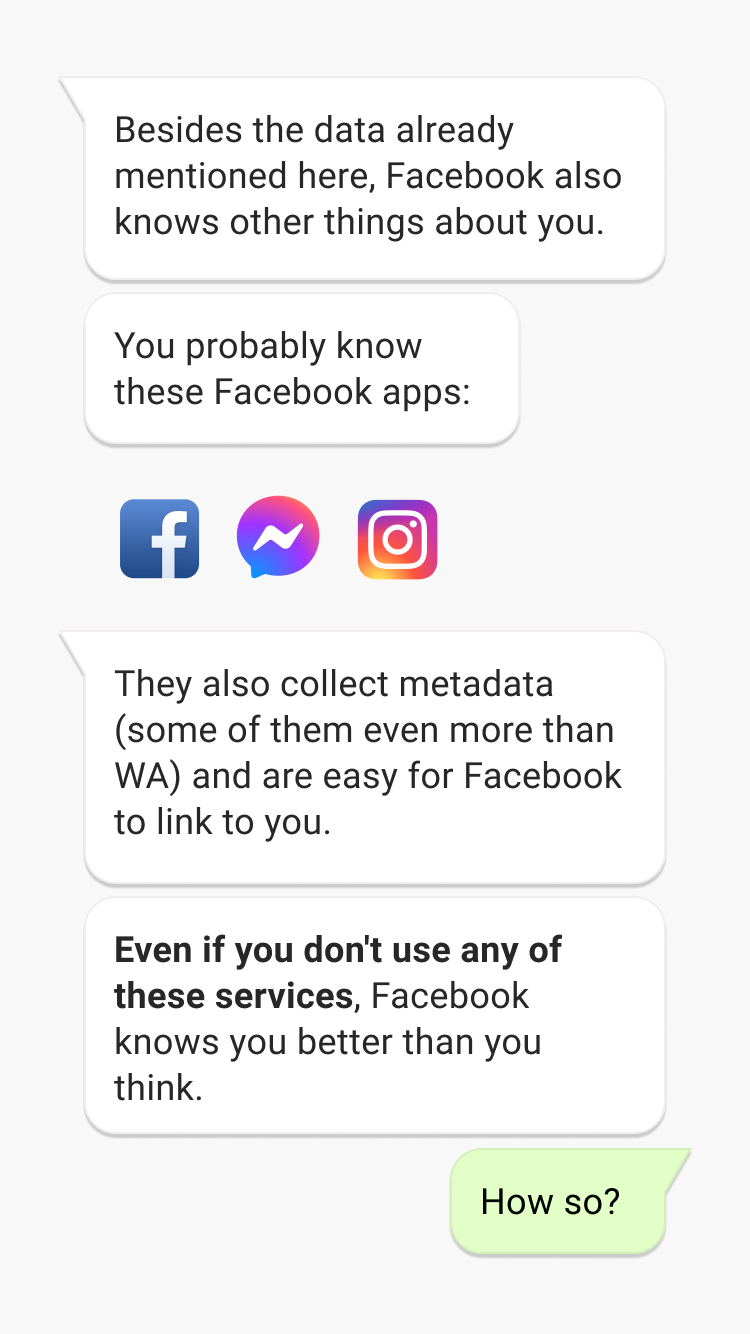 Besides the data already
mentioned here, Facebook also
knows other things about you.
You probably know
these Facebook apps:
They also collect metadata
(some of them even more than
WA) and are easy for Facebook
to link to you.
Even if you don't use any of
these services, Facebook
knows you better than you
think.
How so?